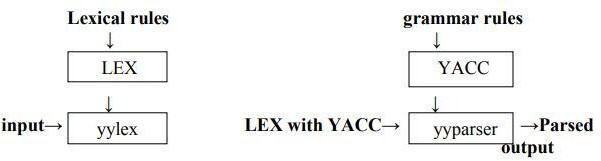 Lexical rules
grammar rules
LEX
YACC
input→ yylex
LEX with YACC→ yyparser →Parsed
output